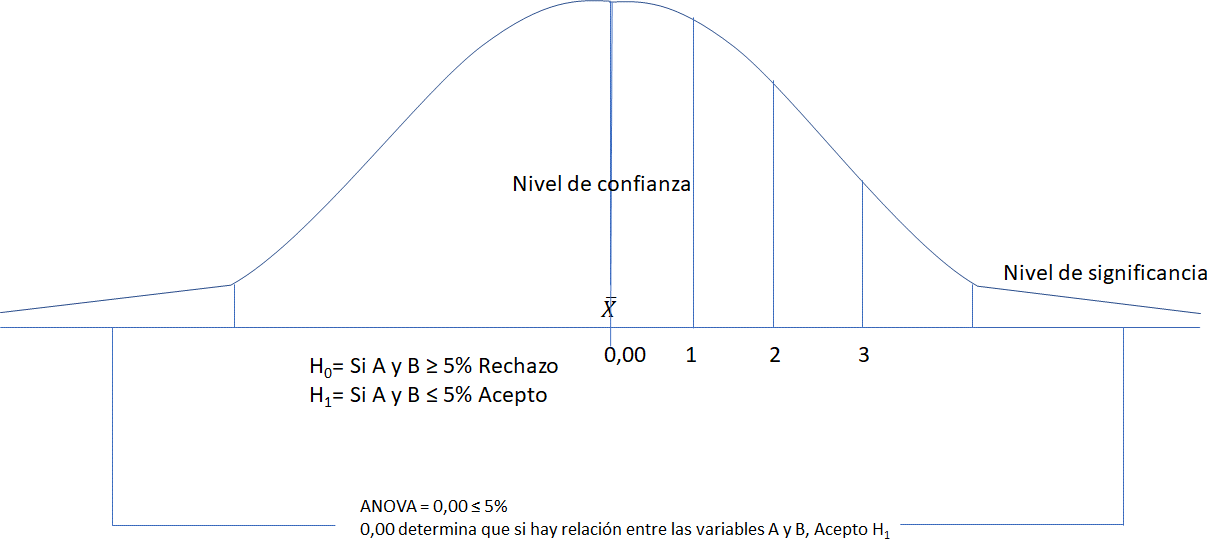 Nivel de confianza
Nivel de significancia
X̅
0,00 1 2 3
H₀= Si A y B ≥ 5% Rechazo
H₁= Si A y B ≤ 5% Acepto
ANOVA = 0,00 ≤ 5%
0,00 determina que si hay relación entre las variables A y B, Acepto H₁